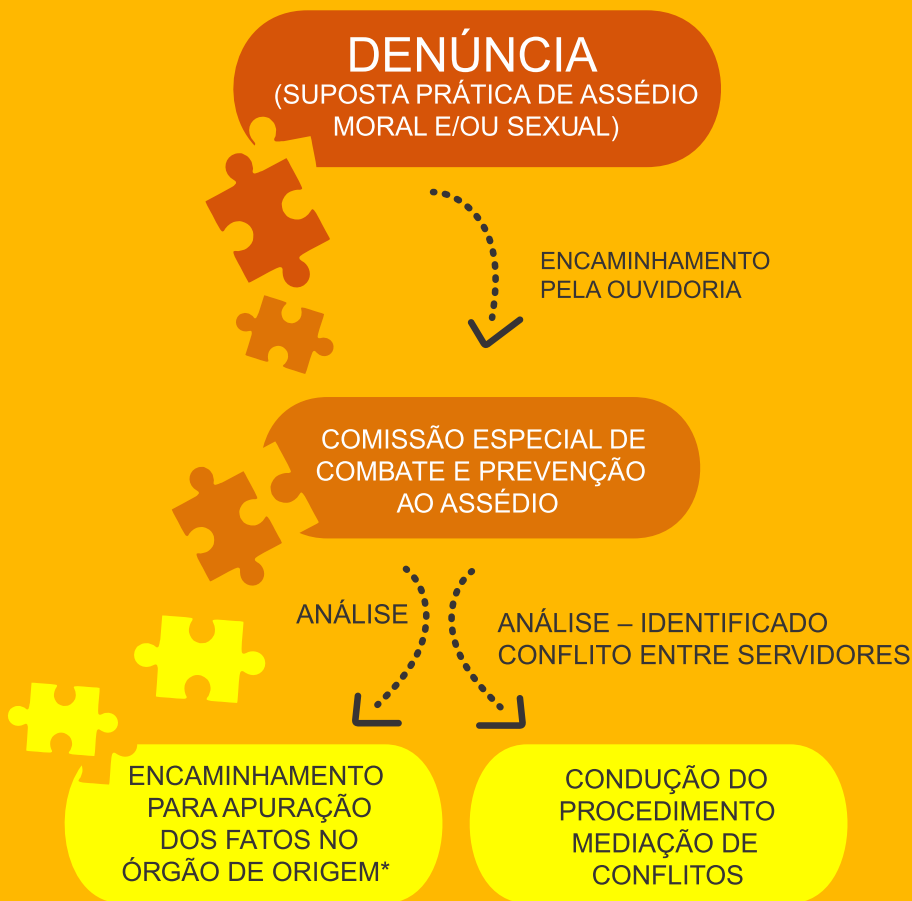 DENÚNCIA
(SUPOSTA PRÁTICA DE ASSÉDIO
MORAL E/OU SEXUAL)
ENCAMINHAMENTO
PELA OUVIDORIA
COMISSÃO ESPECIAL DE
COMBATE E PREVENÇÃO
AO ASSÉDIO
ANÁLISE
ANÁLISE – IDENTIFICADO
CONFLITO ENTRE SERVIDORES
ENCAMINHAMENTO
PARA APURAÇÃO
DOS FATOS NO
ÓRGÃO DE ORIGEM*
CONDUÇÃO DO
PROCEDIMENTO
MEDIAÇÃO DE
CONFLITOS